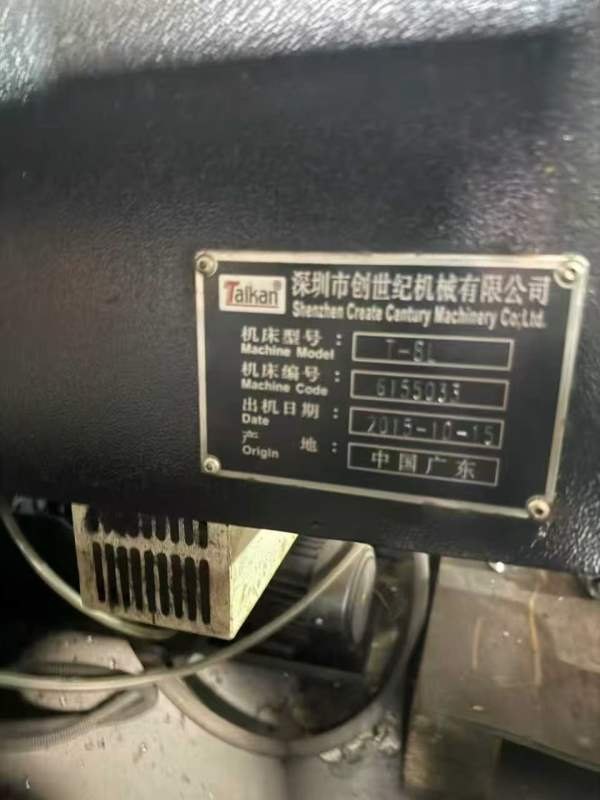 Taikan®
深圳市创世纪机械有限公司
Shenzhen Create Century Machinery Co;Ltd.
机床型号：
Machine Model
机床编号：
Machine Code
6155033
出机日期：
Date
2015-10-15
产 地：
Origin
中国广东